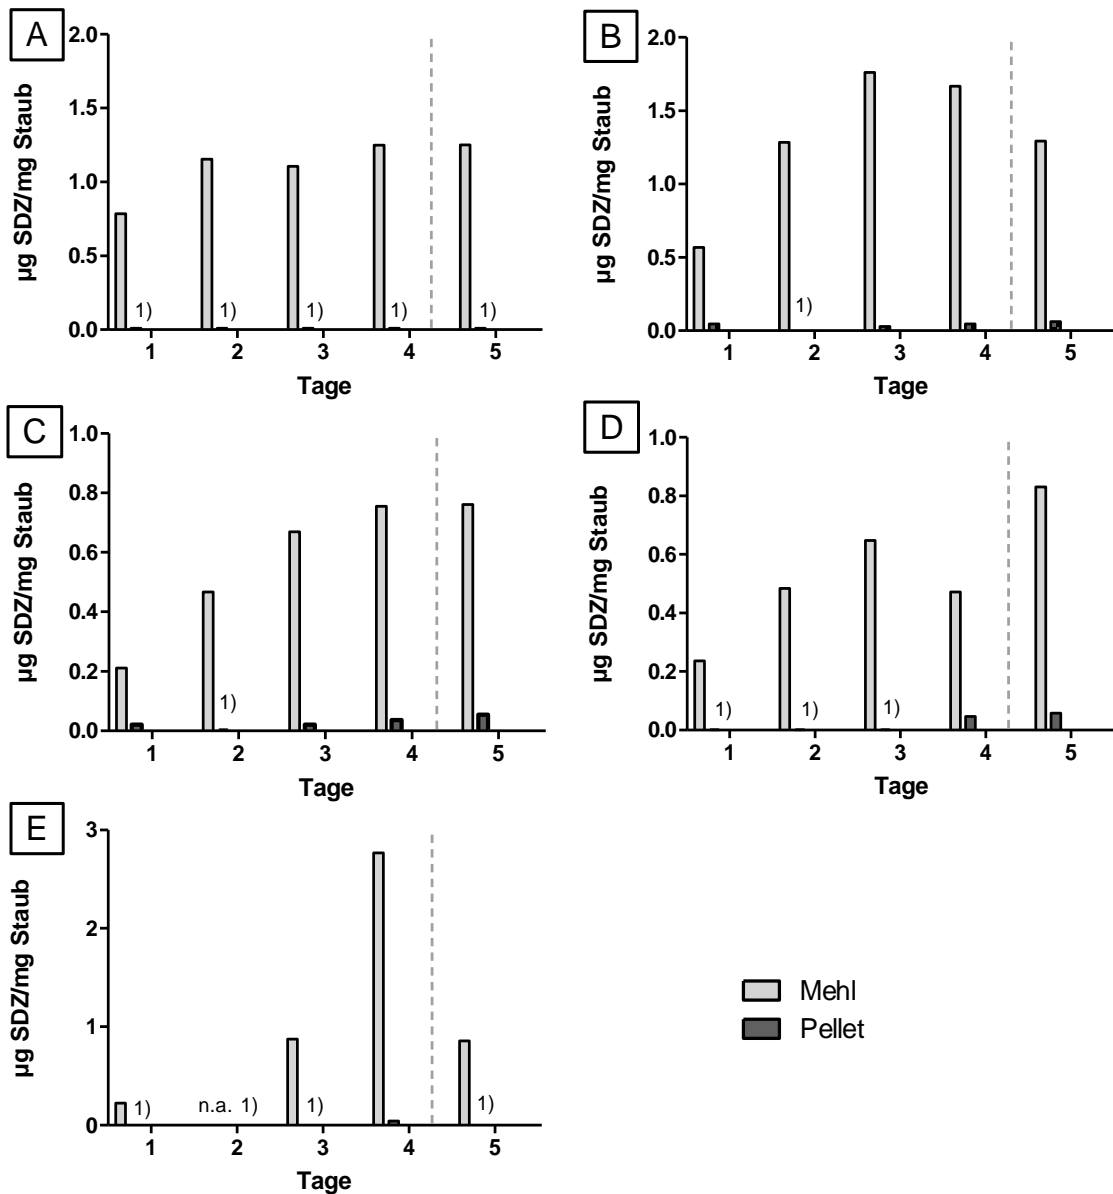 A
µg SDZ/mg Staub
2.0
1.5
1.0
0.5
0.0
1) 1) 1) 1) 1)
1 2 3 4 5
Tage
B
µg SDZ/mg Staub
2.0
1.5
1.0
0.5
0.0
1)
1 2 3 4 5
Tage
C
µg SDZ/mg Staub
1.0
0.8
0.6
0.4
0.2
0.0
1)
1 2 3 4 5
Tage
D
µg SDZ/mg Staub
1.0
0.8
0.6
0.4
0.2
0.0
1) 1) 1)
1 2 3 4 5
Tage
E
µg SDZ/mg Staub
3
2
1
0
1) n.a. 1) 1) 1)
1 2 3 4 5
Tage
Mehl
Pellet